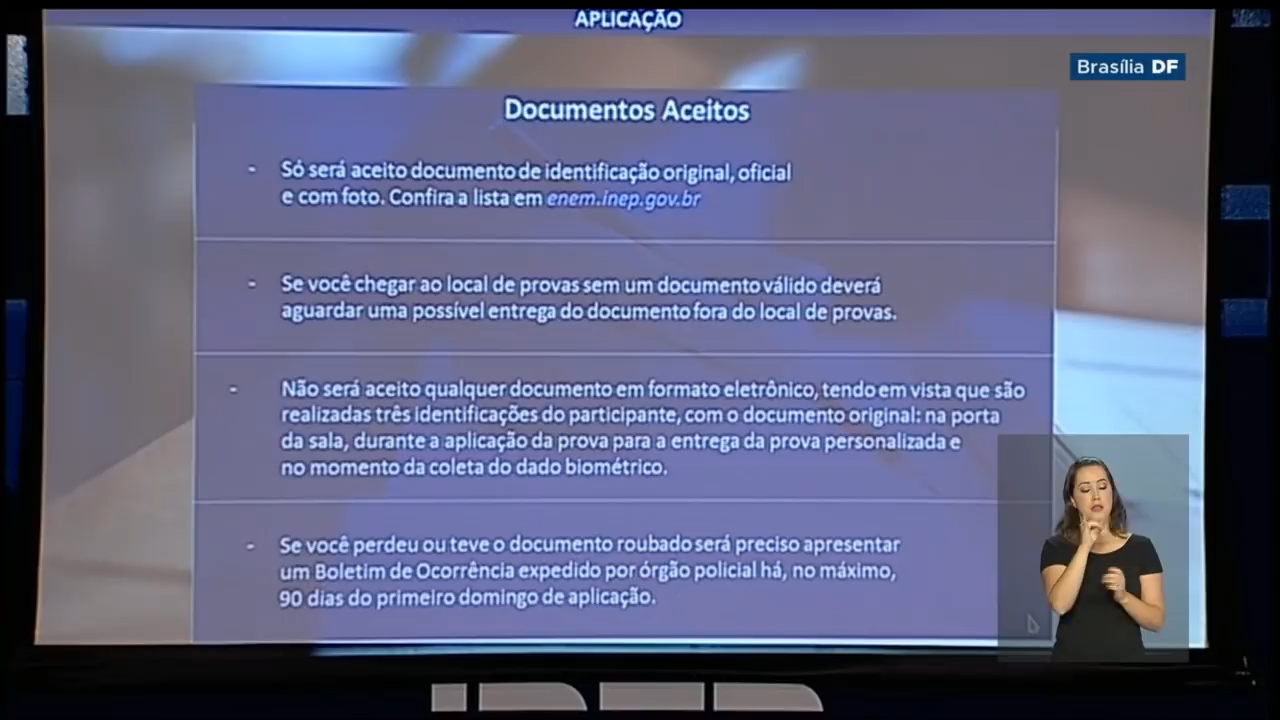 APLICAÇÃO
Brasília DF
Documentos Aceitos
- Só será aceito documento de identificação original, oficial
e com foto. Confira a lista em enem.inep.gov.br
- Se você chegar ao local de provas sem um documento válido deverá
aguardar uma possível entrega do documento fora do local de provas.
- Não será aceito qualquer documento em formato eletrônico, tendo em vista que são
realizadas três identificações do participante, com o documento original: na porta
da sala, durante a aplicação da prova para a entrega da prova personalizada e
no momento da coleta do dado biométrico.
- Se você perdeu ou teve o documento roubado será preciso apresentar
um Boletim de Ocorrência expedido por órgão policial há, no máximo,
90 dias do primeiro domingo de aplicação.